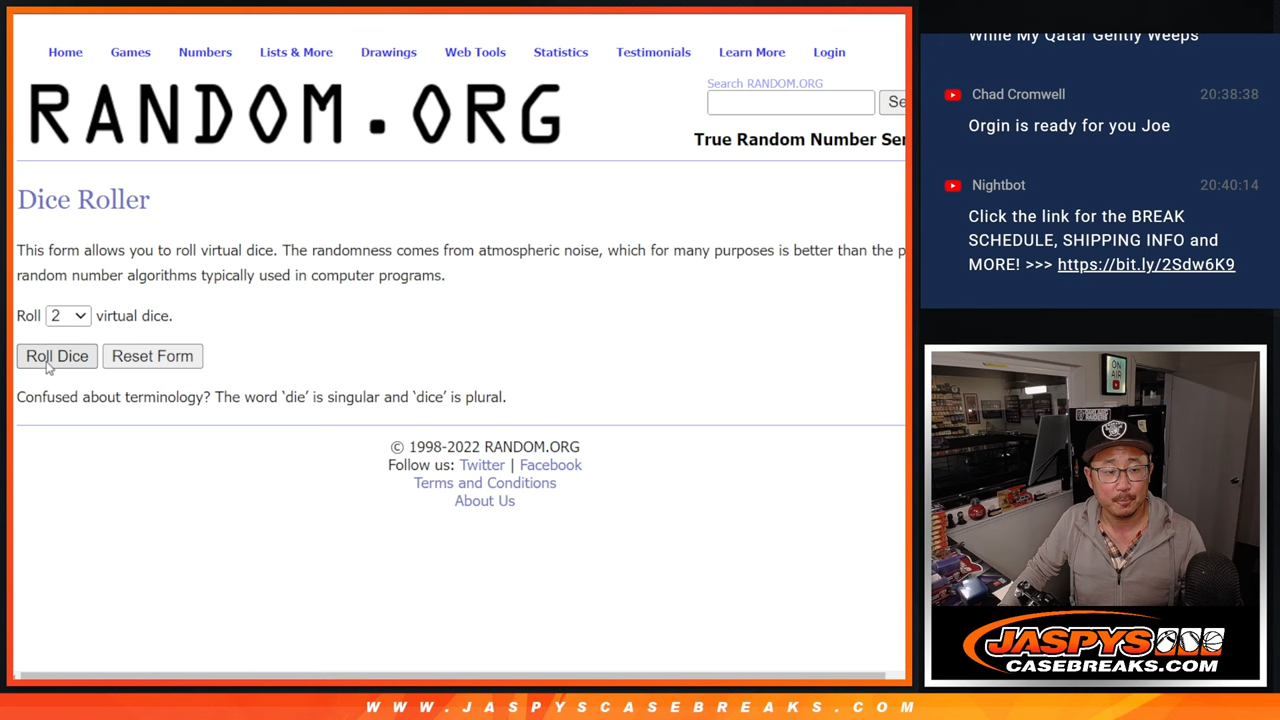 Home Games Numbers Lists & More Drawings Web Tools Statistics Testimonials Learn More Login
RANDOM.ORG
Search RANDOM.ORG
Se
True Random Number Ser
Dice Roller
This form allows you to roll virtual dice. The randomness comes from atmospheric noise, which for many purposes is better than the p
random number algorithms typically used in computer programs.
Roll 2 virtual dice.
Roll Dice Reset Form
Confused about terminology? The word ‘die’ is singular and ‘dice’ is plural.
© 1998-2022 RANDOM.ORG
Follow us: Twitter | Facebook
Terms and Conditions
About Us
While My Qatar Gently Weeps
Chad Cromwell 20:38:38
Orgin is ready for you Joe
Nightbot 20:40:14
Click the link for the BREAK
SCHEDULE, SHIPPING INFO and
MORE! >>> https://bit.ly/2Sdw6K9
ON
AIR
JASPYS
CASEBREAKS.COM
WWW.JASPYSCASEBREAKS.COM